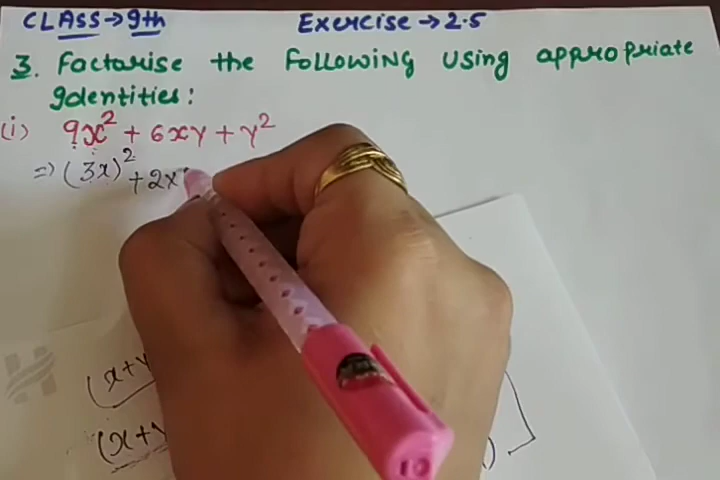 CLASS→9th Exercise→2.5
3. Factorise the following using appropriate
Identities:
(i) 9x² + 6xy + y²
⇒ (3x)² + 2x
(x+y
(x+y